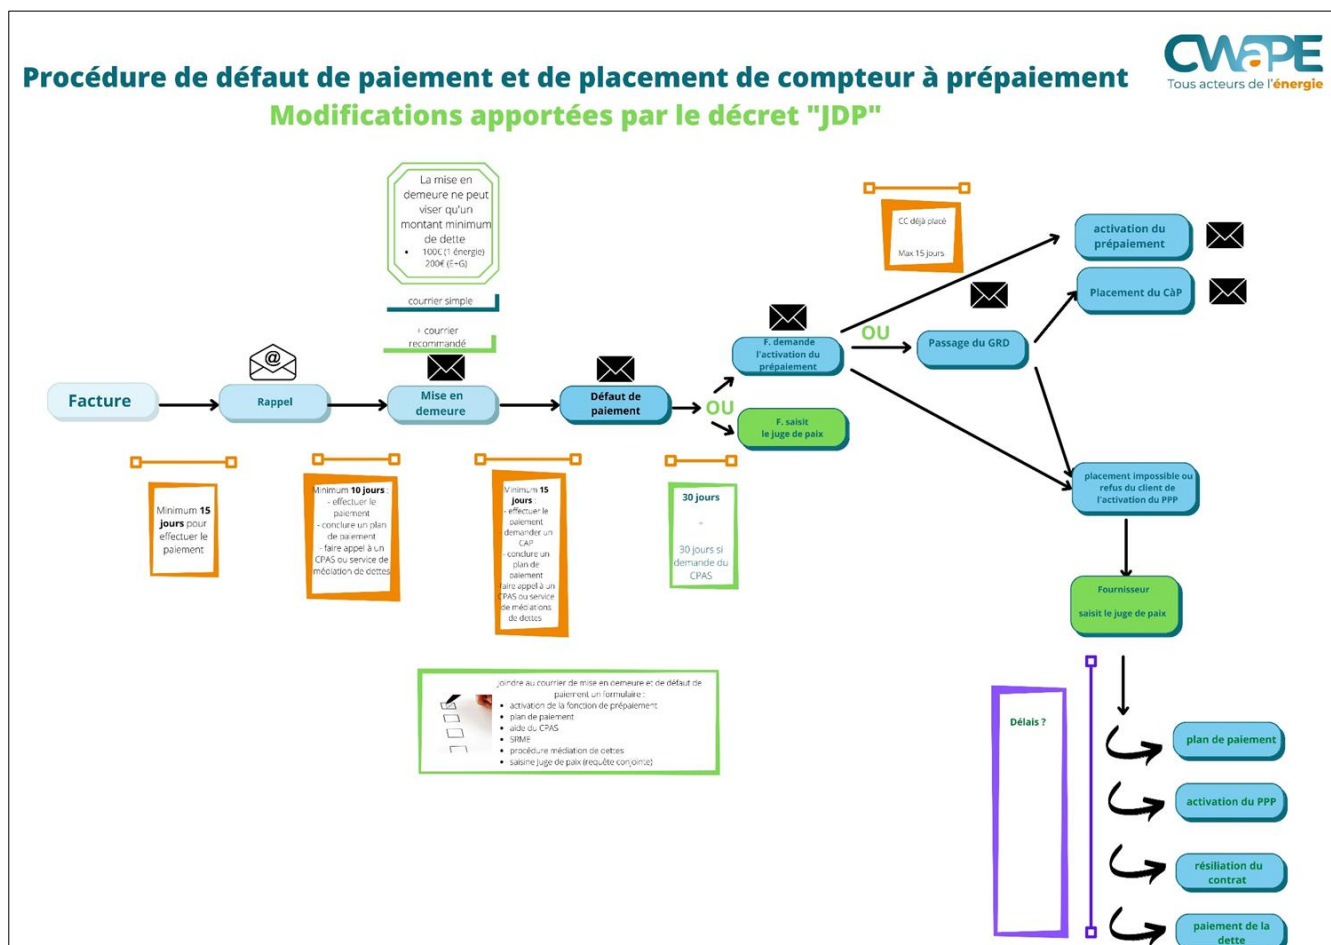 CWaPE
Tous acteurs de l'énergie
Procédure de défaut de paiement et de placement de compteur à prépaiement
Modifications apportées par le décret "JDP"
La mise en
demeure ne peut
viser qu'un
montant minimum
de dette
• 100€ (1 énergie)
200€ (E+G)
courrier simple
+ courrier
recommandé
CC déjà placé
Max 15 jours
activation du
prépaiement
Placement du CàP
F. demande
l'activation du
prépaiement
OU
Passage du GRD
Facture
Rappel
Mise en
demeure
Défaut de
paiement
OU
F. saisit
le juge de paix
placement impossible ou
refus du client de
l'activation du PPP
Minimum 15
jours pour
effectuer le
paiement
Minimum 10 jours :
- effectuer le
paiement
- conclure un plan
de paiement
- faire appel à un
CPAS ou service de
médiation de dettes
Minimum 15
jours :
- effectuer le
paiement
demander un
CAP
- conclure un
plan de
paiement
faire appel à un
CPAS ou service
de médiations
de dettes
30 jours
30 jours si
demande du
CPAS
Fournisseur
saisit le juge de paix
joindre au courrier de mise en demeure et de défaut de
paiement un formulaire :
• activation de la fonction de prépaiement
• plan de paiement
• aide du CPAS
• SRME
• procédure médiation de dettes
• saisine Juge de paix (requête conjointe)
Délais ?
plan de paiement
activation du PPP
résiliation du
contrat
paiement de la
dette